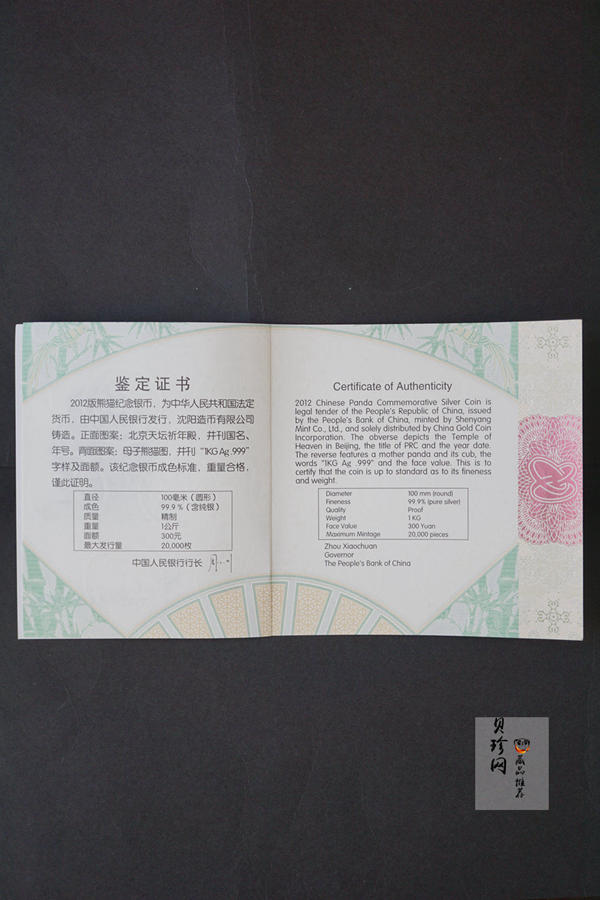 鉴定证书
2012版熊猫纪念银币，为中华人民共和国法定
货币，由中国人民银行发行，沈阳造币有限公司
铸造。正面图案：北京天坛祈年殿，并刊国名、
年号。背面图案：母子熊猫图，并刊 "1KG Ag .999"
字样及面额。该纪念银币成色标准，重量合格，
谨此证明。
直径 100毫米（圆形）
成色 99.9％（含纯银）
质量 精制
重量 1公斤
面额 300元
最大发行量 20,000枚
中国人民银行行长
Certificate of Authenticity
2012 Chinese Panda Commemorative Silver Coin is
legal tender of the People's Republic of China, issued
by the People's Bank of China, minted by Shenyang
Mint Co., Ltd., and solely distributed by China Gold Coin
Incorporation. The obverse depicts the Temple of
Heaven in Beijing, the title of PRC and the year date.
The reverse features a mother panda and its cub, the
words "1KG Ag .999" and the face value. This is to
certify that the coin is up to standard as to its fineness
and weight.
Diameter 100 mm (round)
Fineness 99.9% (pure silver)
Quality Proof
Weight 1 KG
Face Value 300 Yuan
Maximum Mintage 20,000 pieces
Zhou Xiaochuan
Governor
The People's Bank of China
贝珍网
藏品推荐